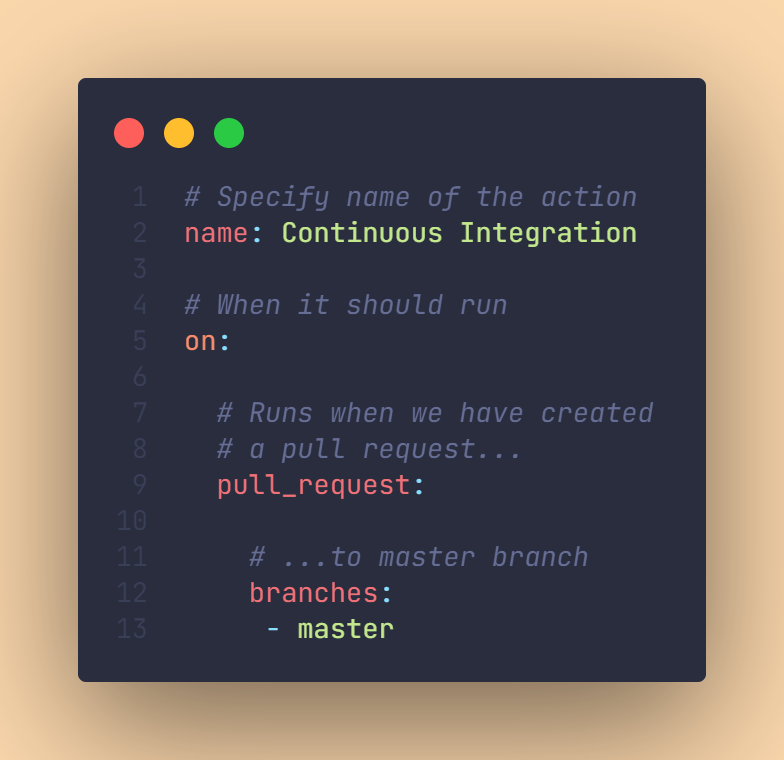 1 # Specify name of the action
2 name: Continuous Integration
3
4 # When it should run
5 on:
6
7   # Runs when we have created
8   # a pull request...
9   pull_request:
10
11     # ...to master branch
12     branches:
13      - master